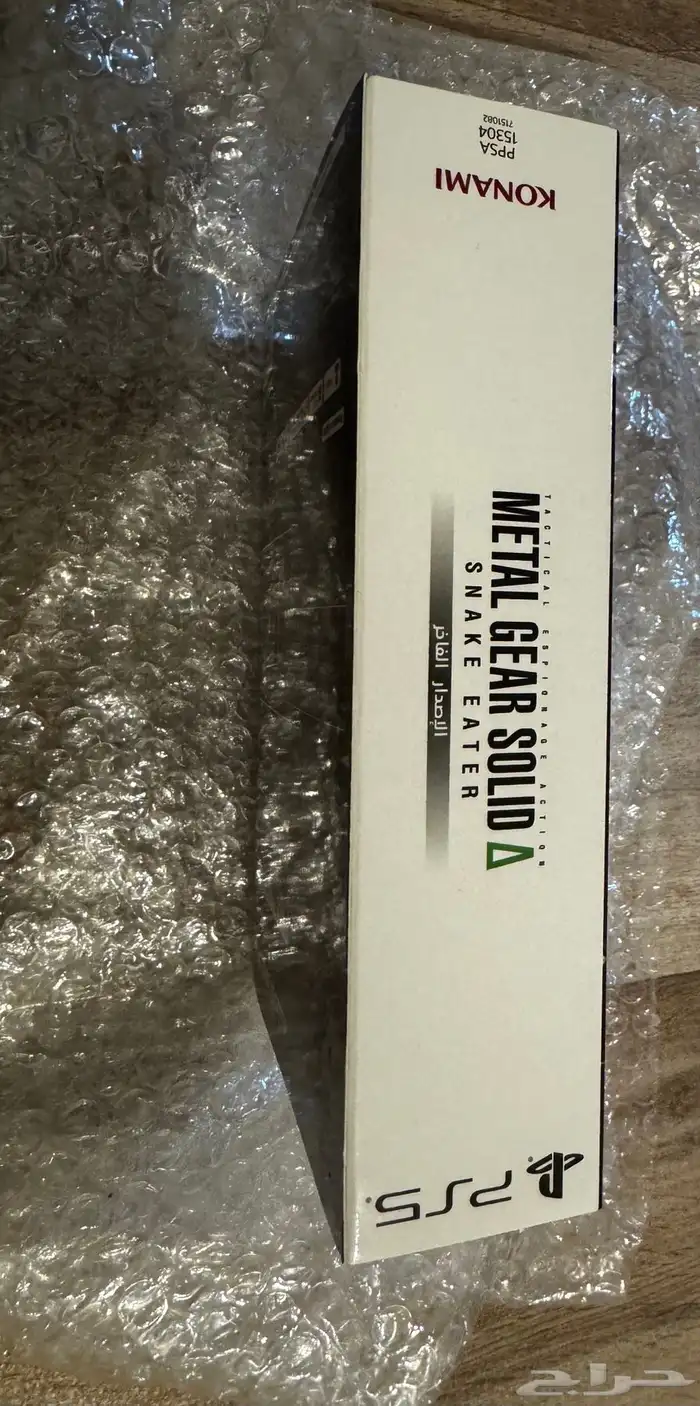 PPSA
15304
7151082
KONAMI
TACTICAL ESPIONAGE ACTION
METAL GEAR SOLID Δ
SNAKE EATER
الإصدار الفاخر
PS5
حراج